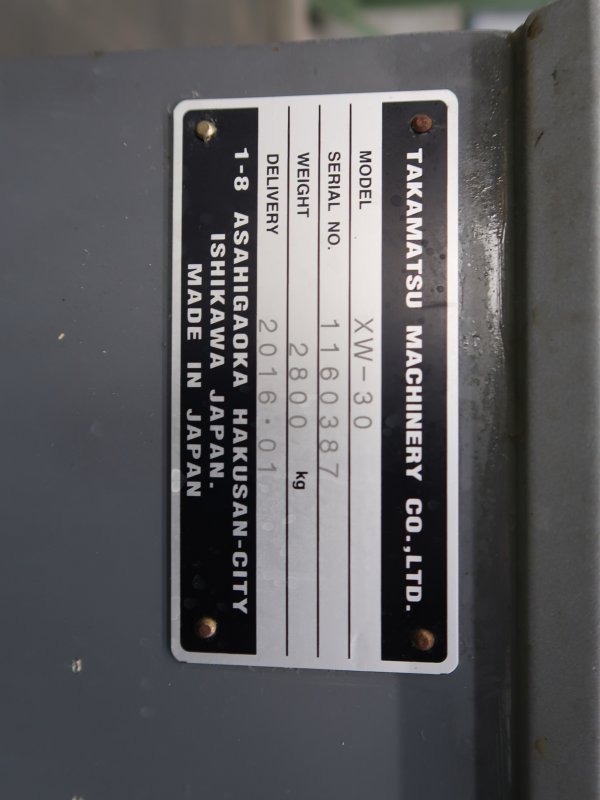 TAKAMATSU MACHINERY CO.,LTD.
MODEL XW-30
SERIAL NO. 1160387
WEIGHT 2800 kg
DELIVERY 2016·01
1-8 ASAHIGAOKA HAKUSAN-CITY
ISHIKAWA JAPAN.
MADE IN JAPAN